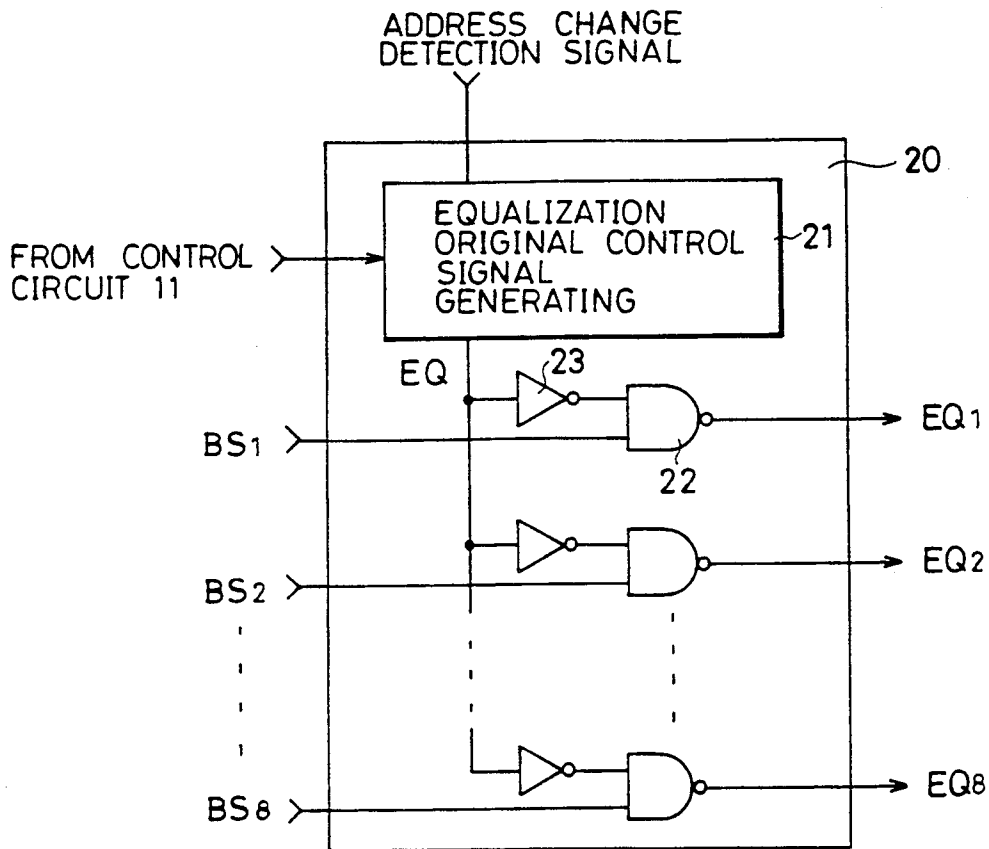 ADDRESS CHANGE
DETECTION SIGNAL
20
EQUALIZATION
ORIGINAL CONTROL
SIGNAL
GENERATING
21
FROM CONTROL
CIRCUIT 11
EQ
23
BS1
22
EQ1
BS2
EQ2
BS8
EQ8